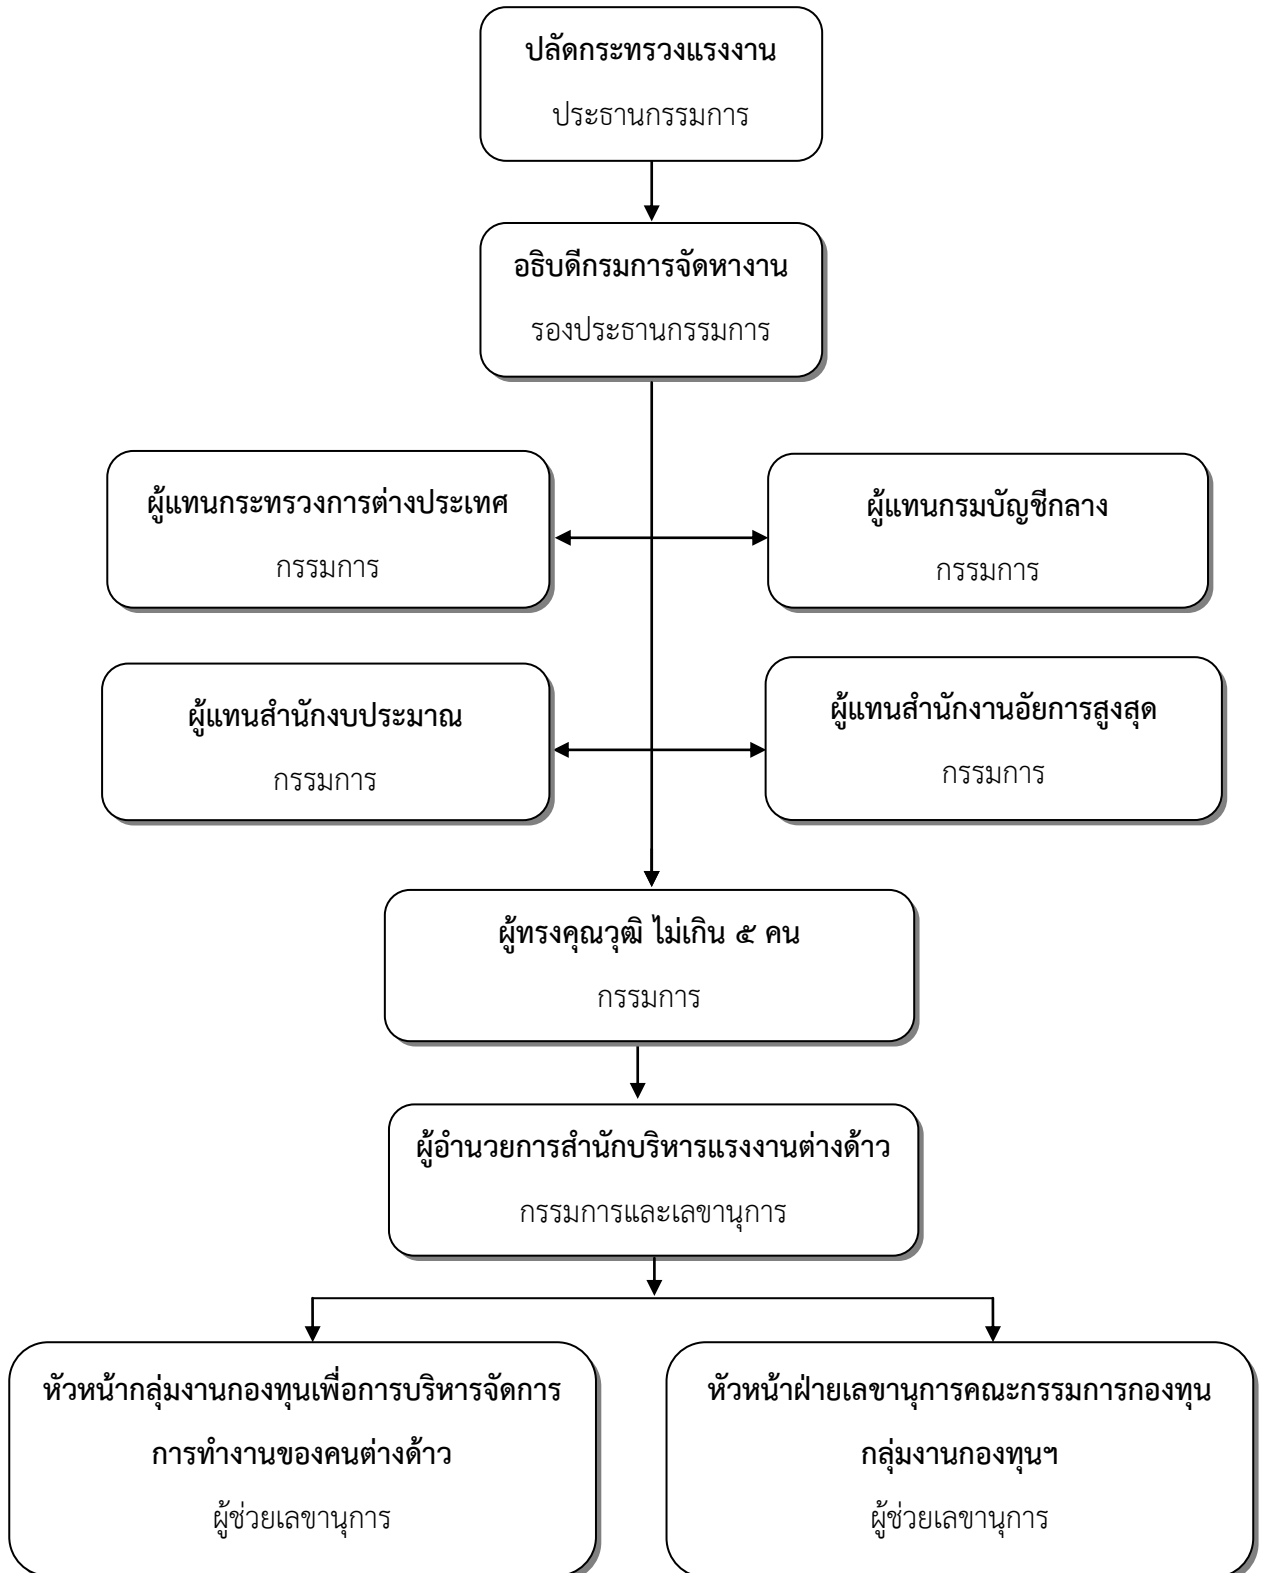 ปลัดกระทรวงแรงงาน
ประธานกรรมการ
อธิบดีกรมการจัดหางาน
รองประธานกรรมการ
ผู้แทนกระทรวงการต่างประเทศ
กรรมการ
ผู้แทนกรมบัญชีกลาง
กรรมการ
ผู้แทนสำนักงบประมาณ
กรรมการ
ผู้แทนสำนักงานอัยการสูงสุด
กรรมการ
ผู้ทรงคุณวุฒิ ไม่เกิน ๕ คน
กรรมการ
ผู้อำนวยการสำนักบริหารแรงงานต่างด้าว
กรรมการและเลขานุการ
หัวหน้ากลุ่มงานกองทุนเพื่อการบริหารจัดการ
การทำงานของคนต่างด้าว
ผู้ช่วยเลขานุการ
หัวหน้าฝ่ายเลขานุการคณะกรรมการกองทุน
กลุ่มงานกองทุนฯ
ผู้ช่วยเลขานุการ